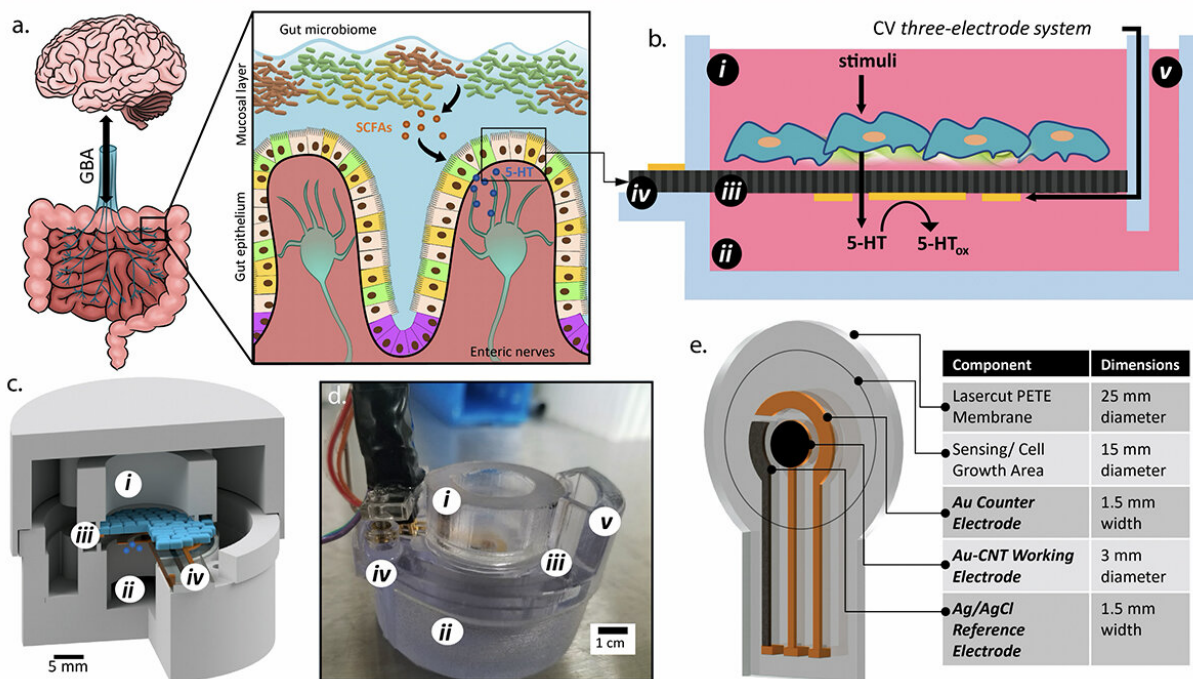 a.
Gut microbiome
Mucosal layer
SCFAs
GBA
5-HT
Gut epithelium
Enteric nerves
b.
CV three-electrode system
i
stimuli
v
iv
iii
5-HT
5-HTox
ii
c.
i
iii
ii
iv
5 mm
d.
i
v
iii
iv
ii
1 cm
e.
Component Dimensions
Lasercut PETE
Membrane
25 mm
diameter
Sensing/ Cell
Growth Area
15 mm
diameter
Au Counter
Electrode
1.5 mm
width
Au-CNT Working
Electrode
3 mm
diameter
Ag/AgCl
Reference
Electrode
1.5 mm
width